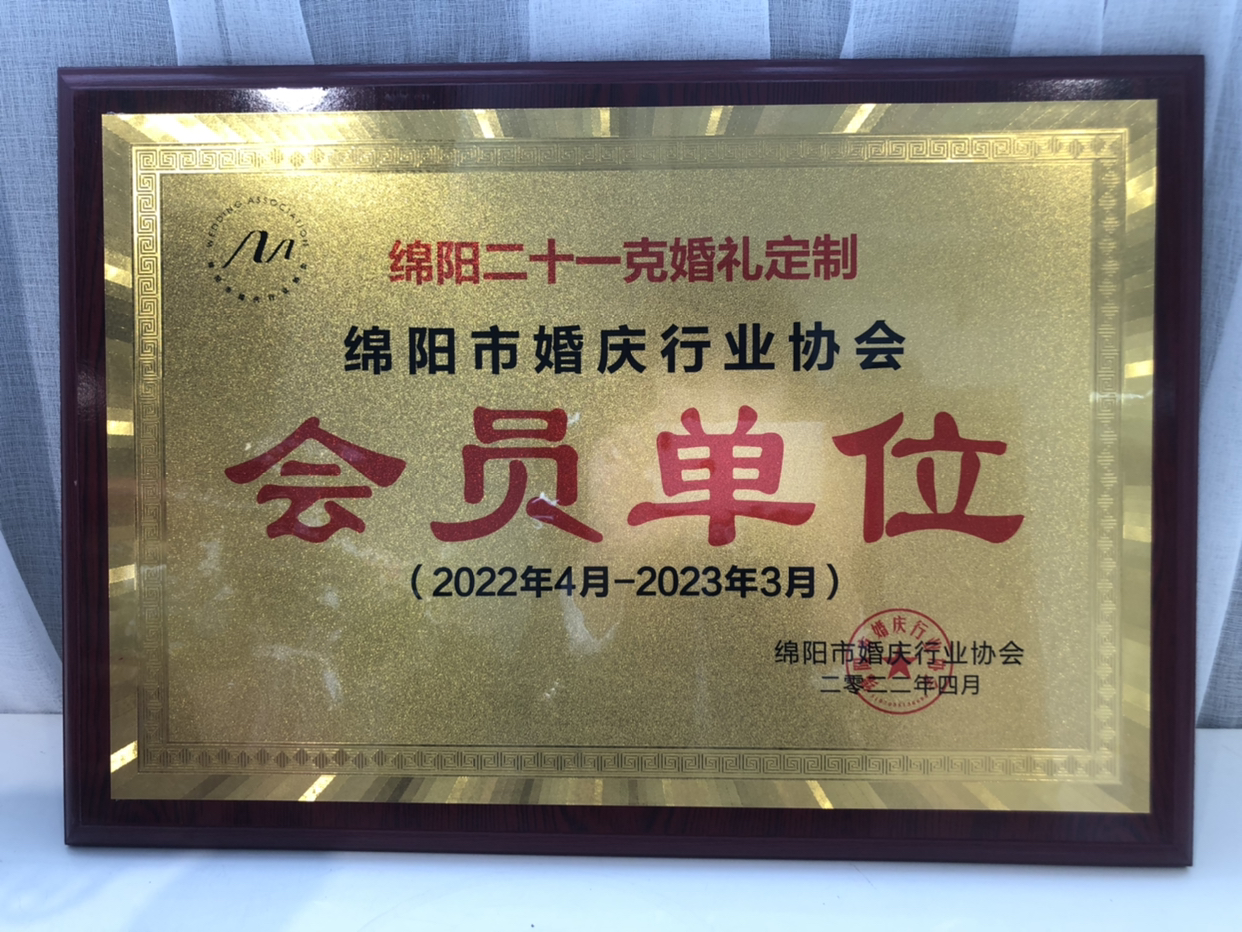 WEDDING ASSOCIATION
绵阳二十一克婚礼定制
绵阳市婚庆行业协会
会员单位
（2022年4月-2023年3月）
绵阳市婚庆行业协会
二零二二年四月